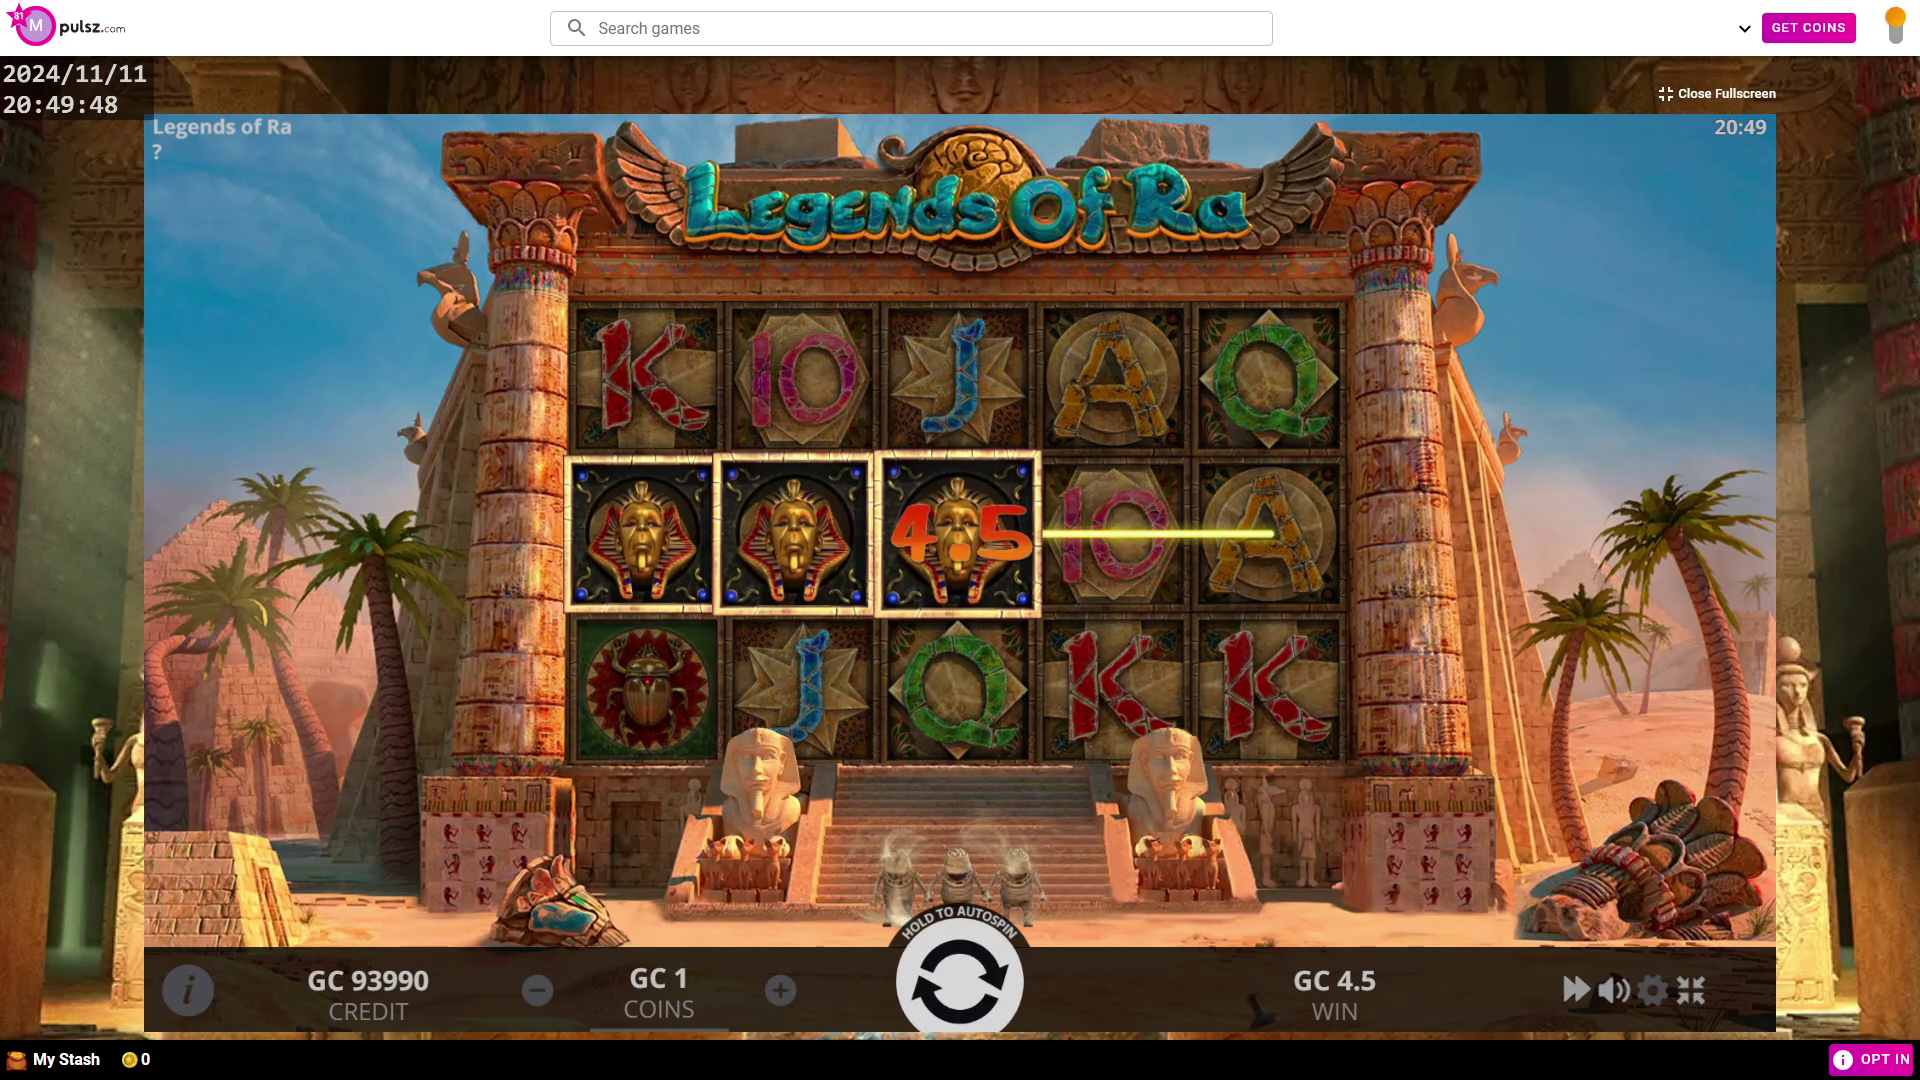 81
M
pulsz.com
Search games
GET COINS
2024/11/11
20:49:48
Close Fullscreen
Legends of Ra
?
20:49
Legends Of Ra
K 10 J A Q
4.5 10 A
J Q K K
HOLD TO AUTOSPIN
i
GC 93990
CREDIT
GC 1
COINS
GC 4.5
WIN
My Stash
0
i OPT IN